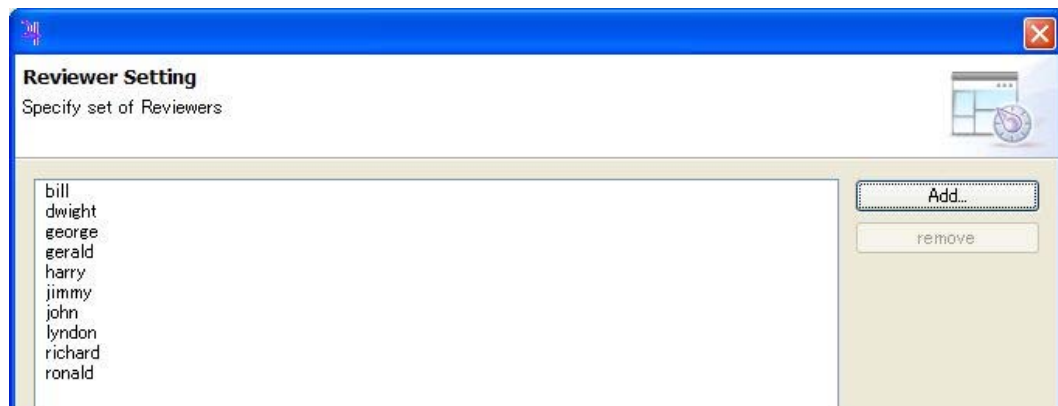 Reviewer Setting
Specify set of Reviewers
bill
dwight
george
gerald
harry
jimmy
john
lyndon
richard
ronald
Add...
remove